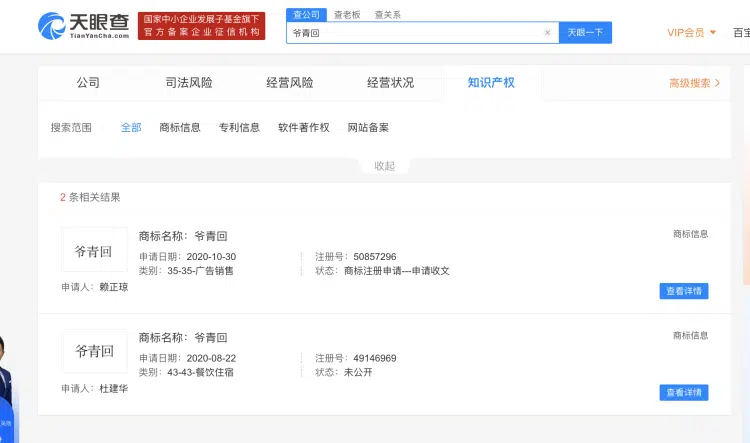 天眼查
TianYanCha.com
国家中小企业发展子基金旗下
官方备案企业征信机构
查公司 查老板 查关系
爷青回 × 天眼一下
VIP会员
公司 司法风险 经营风险 经营状况 知识产权 高级搜索 >
搜索范围 全部 商标信息 专利信息 软件著作权 网站备案
收起
2 条相关结果
爷青回
申请人：赖正琼
商标名称：爷青回 商标信息
申请日期：2020-10-30 注册号：50857296
类别：35-35-广告销售 状态：商标注册申请---申请收文
查看详情
爷青回
申请人：杜建华
商标名称：爷青回 商标信息
申请日期：2020-08-22 注册号：49146969
类别：43-43-餐饮住宿 状态：未公开
查看详情